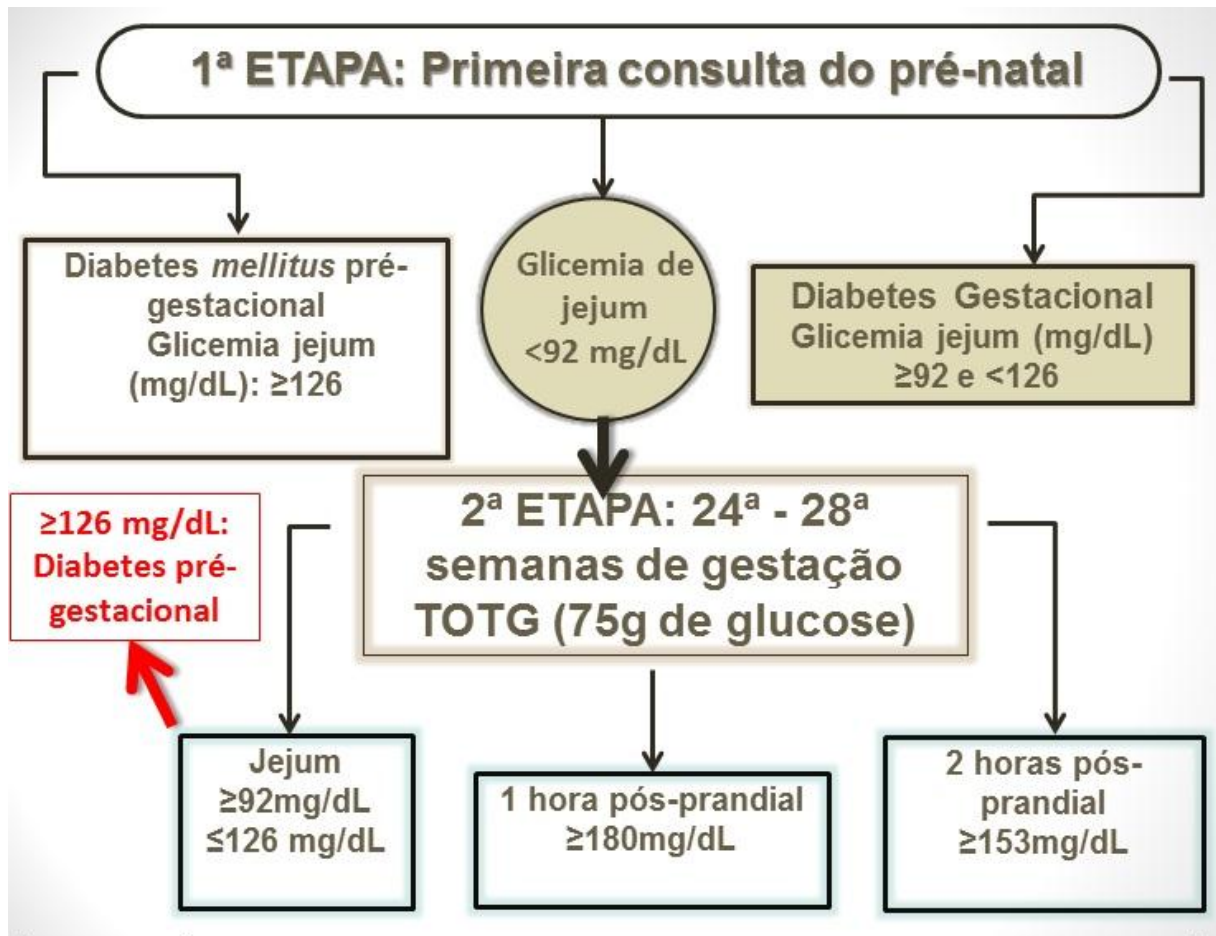 1ª ETAPA: Primeira consulta do pré-natal
Diabetes mellitus pré-
gestacional
Glicemia jejum
(mg/dL): ≥126
Glicemia de
jejum
<92 mg/dL
Diabetes Gestacional
Glicemia jejum (mg/dL)
≥92 e <126
2ª ETAPA: 24ª - 28ª
semanas de gestação
TOTG (75g de glucose)
≥126 mg/dL:
Diabetes pré-
gestacional
Jejum
≥92mg/dL
≤126 mg/dL
1 hora pós-prandial
≥180mg/dL
2 horas pós-
prandial
≥153mg/dL